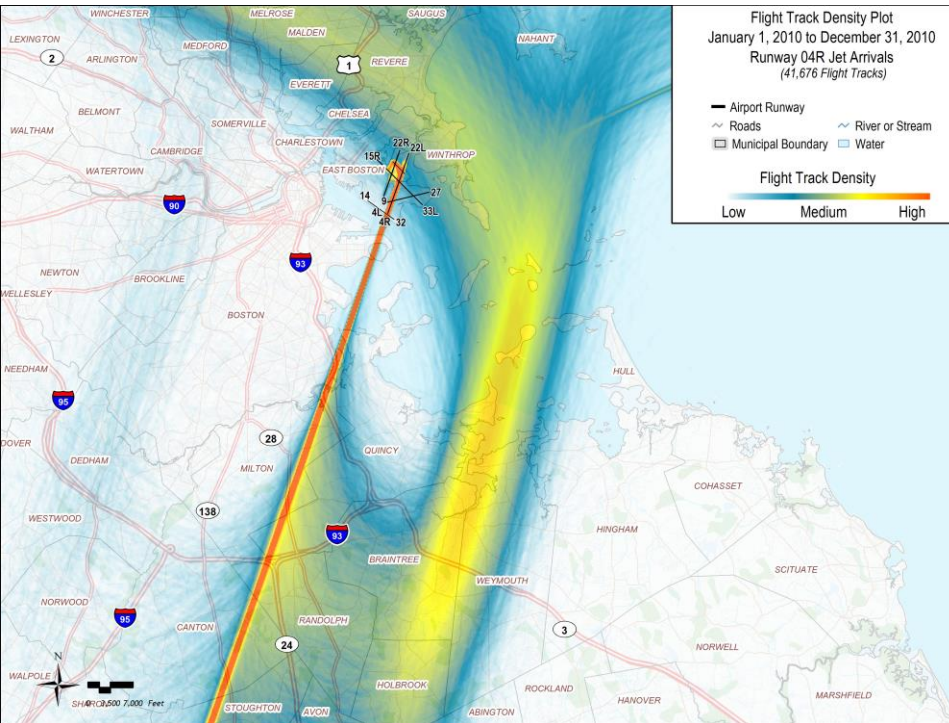 Flight Track Density Plot
January 1, 2010 to December 31, 2010
Runway 04R Jet Arrivals
(41,676 Flight Tracks)
Airport Runway
Roads
River or Stream
Municipal Boundary
Water
Flight Track Density
Low
Medium
High
WINCHESTER
MELROSE
SAUGUS
LEXINGTON
MALDEN
NAHANT
MEDFORD
2
ARLINGTON
1
REVERE
EVERETT
BELMONT
CHELSEA
SOMERVILLE
WALTHAM
CHARLESTOWN
22R
22L
CAMBRIDGE
15R
WINTHROP
WATERTOWN
EAST BOSTON
90
14
9
27
4L
33L
4R
32
93
NEWTON
BROOKLINE
WELLESLEY
BOSTON
NEEDHAM
HULL
95
28
DOVER
QUINCY
DEDHAM
MILTON
COHASSET
138
WESTWOOD
93
HINGHAM
BRAINTREE
SCITUATE
WEYMOUTH
NORWOOD
95
CANTON
RANDOLPH
3
24
NORWELL
N
WALPOLE
HOLBROOK
ROCKLAND
MARSHFIELD
0 3,500 7,000 Feet
STOUGHTON
AVON
ABINGTON
HANOVER